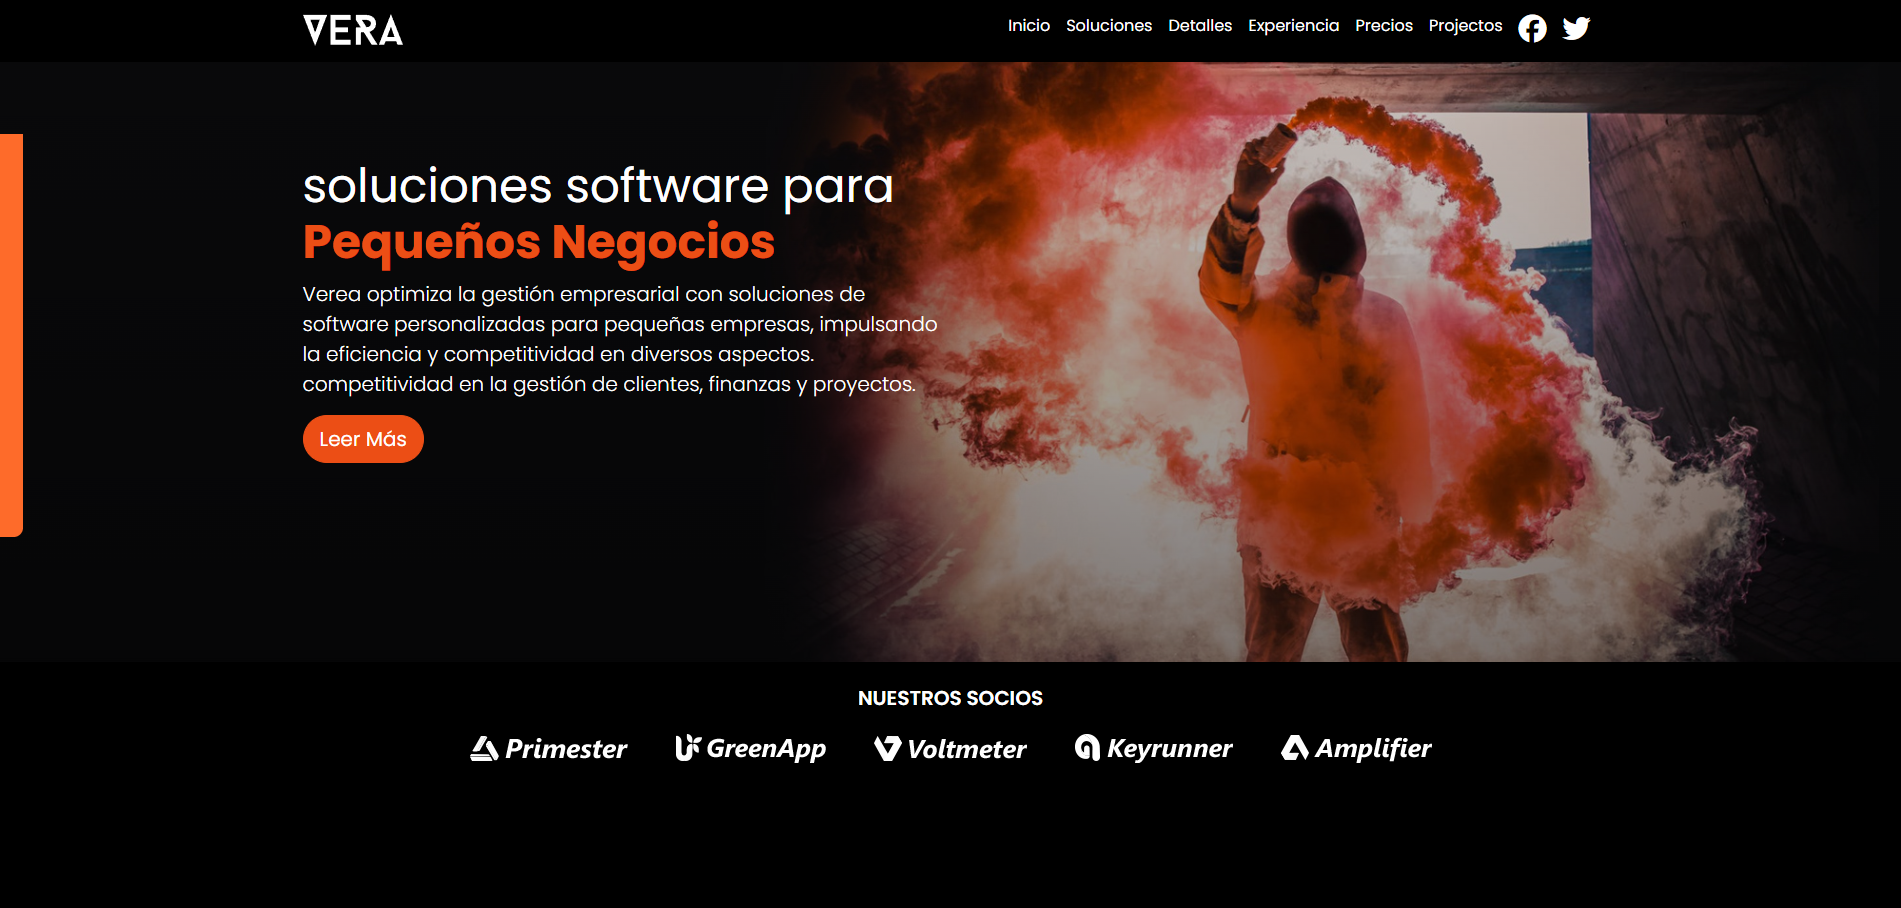 VERA
Inicio Soluciones Detalles Experiencia Precios Projectos
soluciones software para
Pequeños Negocios
Verea optimiza la gestión empresarial con soluciones de
software personalizadas para pequeñas empresas, impulsando
la eficiencia y competitividad en diversos aspectos.
competitividad en la gestión de clientes, finanzas y proyectos.
Leer Más
NUESTROS SOCIOS
Primester GreenApp Voltmeter Keyrunner Amplifier